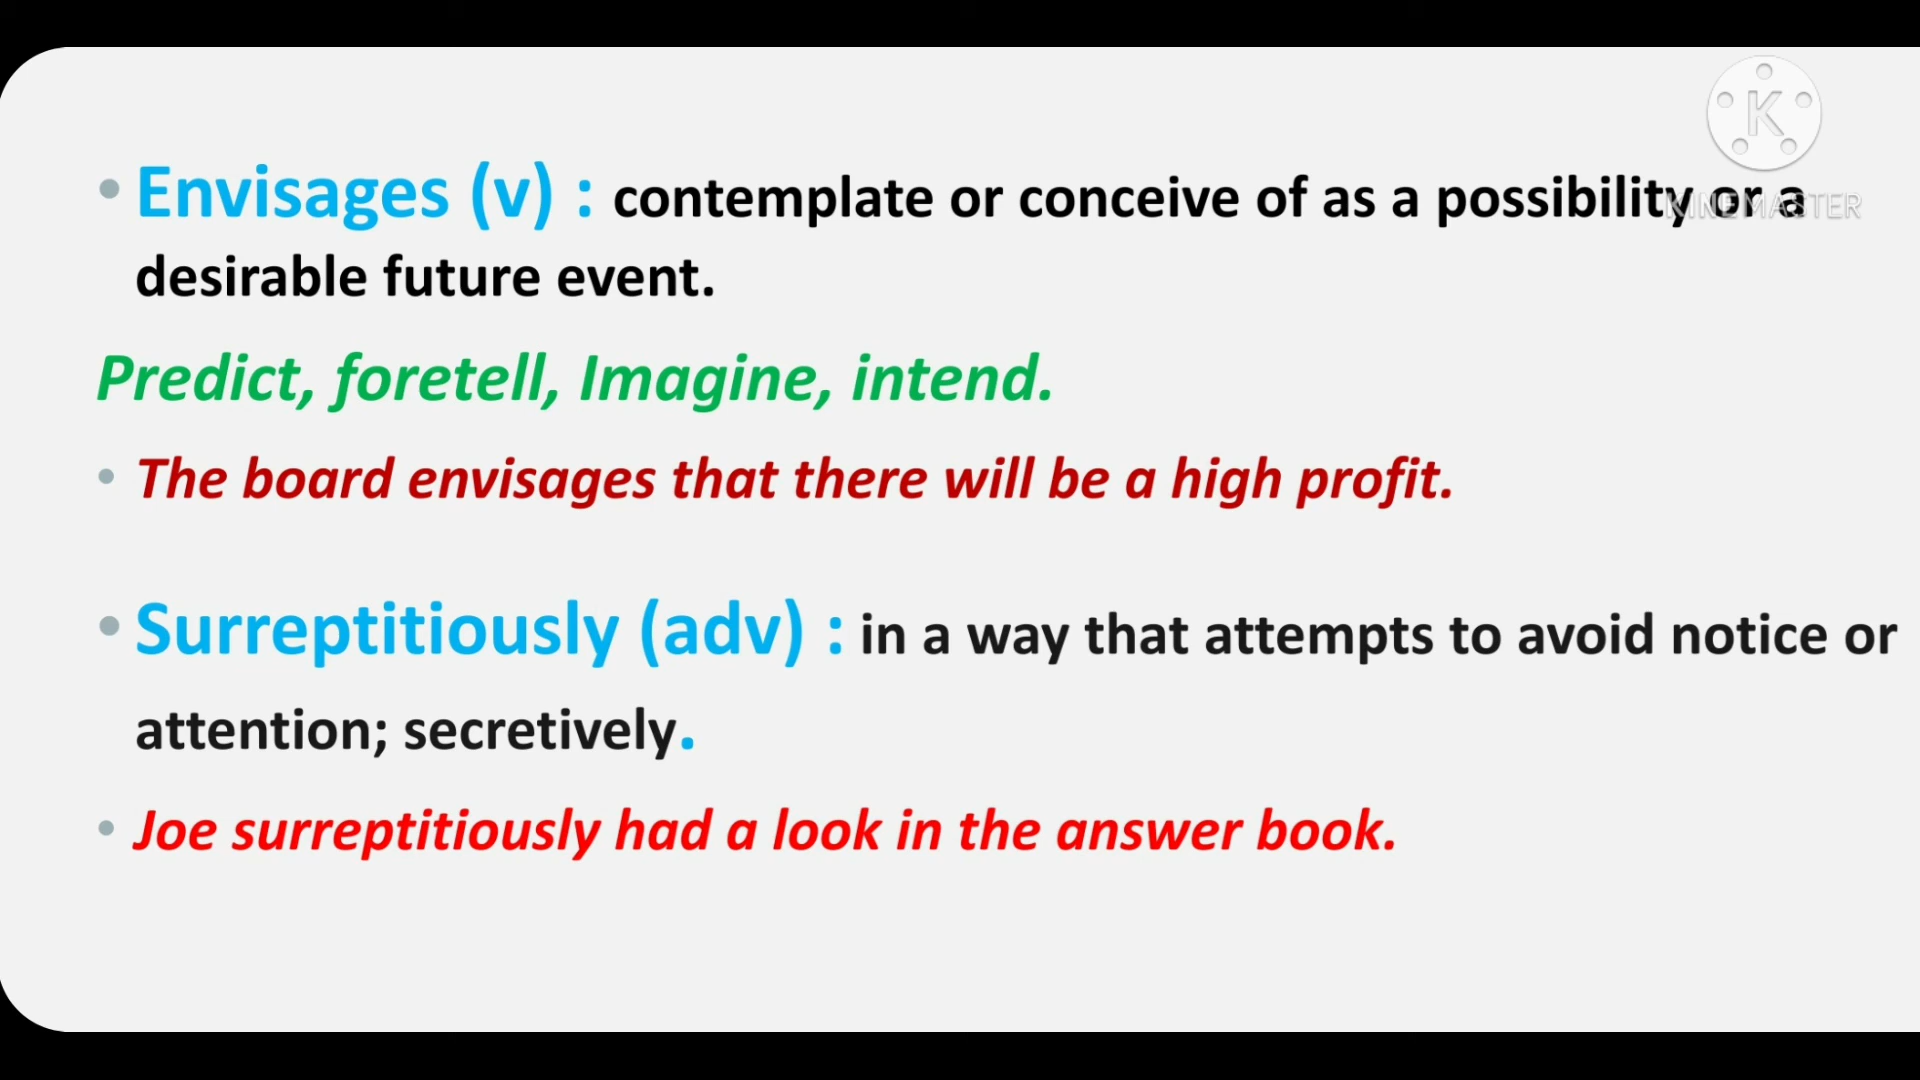 K
KINEMASTER
• Envisages (v) : contemplate or conceive of as a possibility or a
desirable future event.
Predict, foretell, Imagine, intend.
• The board envisages that there will be a high profit.
• Surreptitiously (adv) : in a way that attempts to avoid notice or
attention; secretively.
• Joe surreptitiously had a look in the answer book.